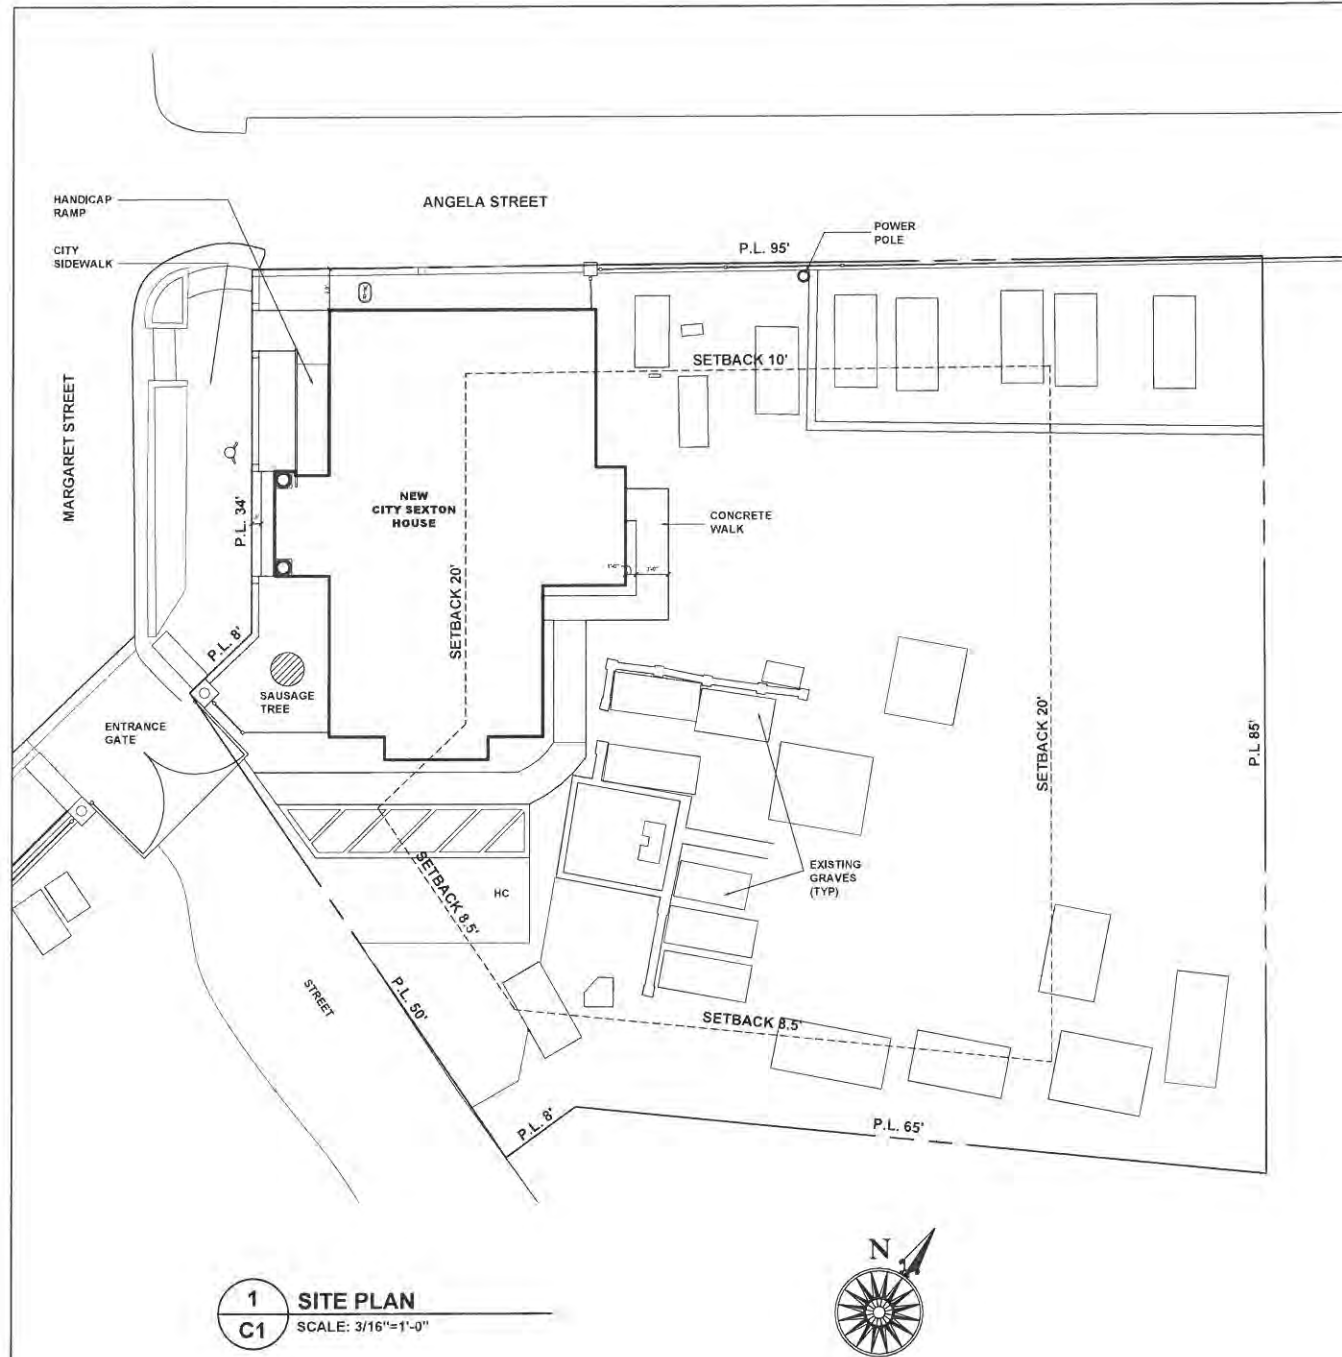 ANGELA STREET
HANDICAP
RAMP
CITY
SIDEWALK
POWER
POLE
P.L. 95'
SETBACK 10'
MARGARET STREET
P.L. 34'
NEW
CITY SEXTON
HOUSE
CONCRETE
WALK
SETBACK 20'
P.L. 8'
SAUSAGE
TREE
ENTRANCE
GATE
SETBACK 20'
P.L 85'
SETBACK 8.5'
HC
EXISTING
GRAVES
(TYP)
STREET
P.L. 50'
SETBACK 8.5'
P.L. 8'
P.L. 65'
N
1
C1
SITE PLAN
SCALE: 3/16"=1'-0"